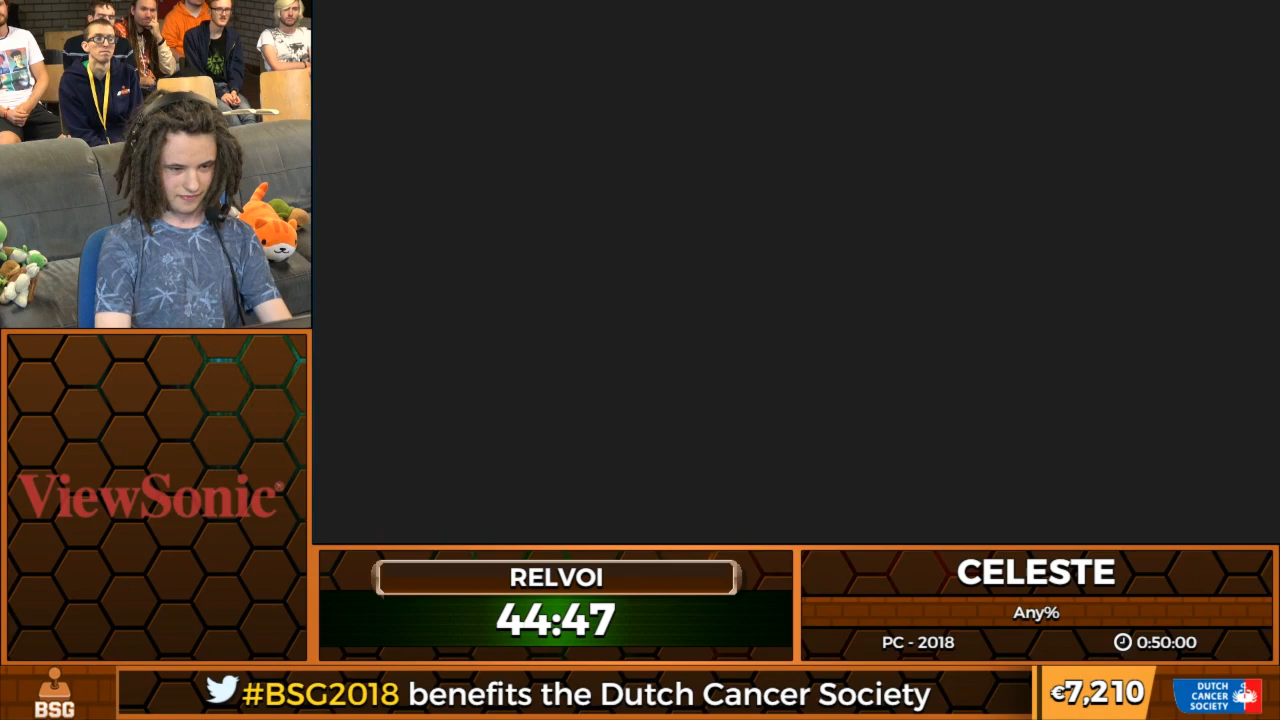 ViewSonic®
RELVOI
44:47
CELESTE
Any%
PC - 2018
0:50:00
BSG
#BSG2018 benefits the Dutch Cancer Society
€7,210
DUTCH
CANCER
SOCIETY